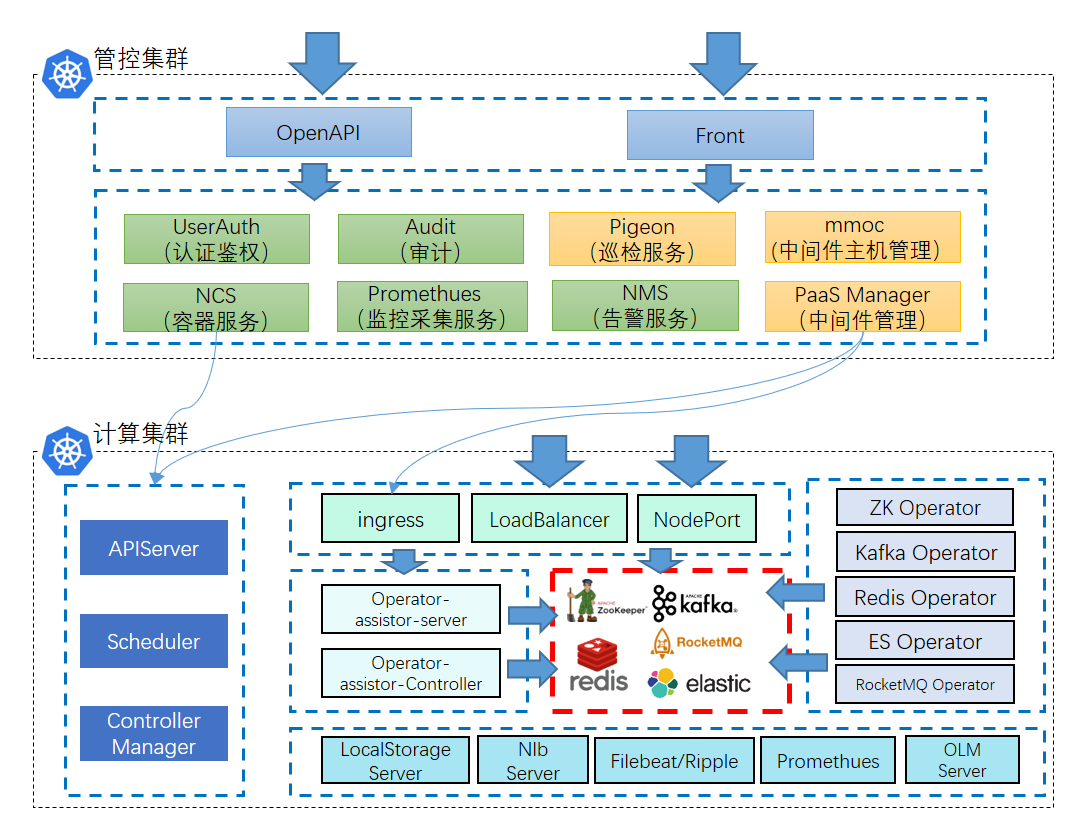 管控集群
OpenAPI
Front
UserAuth
（认证鉴权）
Audit
（审计）
Pigeon
（巡检服务）
mmoc
（中间件主机管理）
NCS
（容器服务）
Promethues
（监控采集服务）
NMS
（告警服务）
PaaS Manager
（中间件管理）
计算集群
APIServer
Scheduler
Controller
Manager
ingress
LoadBalancer
NodePort
Operator-
assistor-server
Operator-
assistor-Controller
APACHE
ZooKeeper
APACHE
kafka
redis
RocketMQ
elastic
ZK Operator
Kafka Operator
Redis Operator
ES Operator
RocketMQ Operator
LocalStorage
Server
Nlb
Server
Filebeat/Ripple
Promethues
OLM
Server